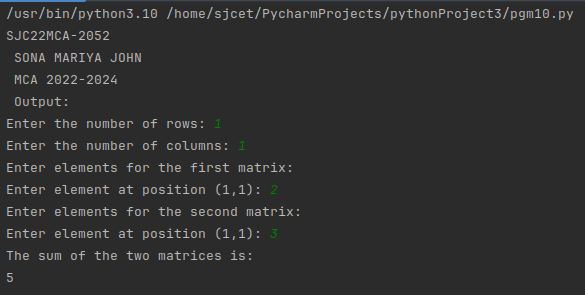 /usr/bin/python3.10 /home/sjcet/PycharmProjects/pythonProject3/pgm10.py
SJC22MCA-2052
SONA MARIYA JOHN
MCA 2022-2024
Output:
Enter the number of rows: 1
Enter the number of columns: 1
Enter elements for the first matrix:
Enter element at position (1,1): 2
Enter elements for the second matrix:
Enter element at position (1,1): 3
The sum of the two matrices is:
5